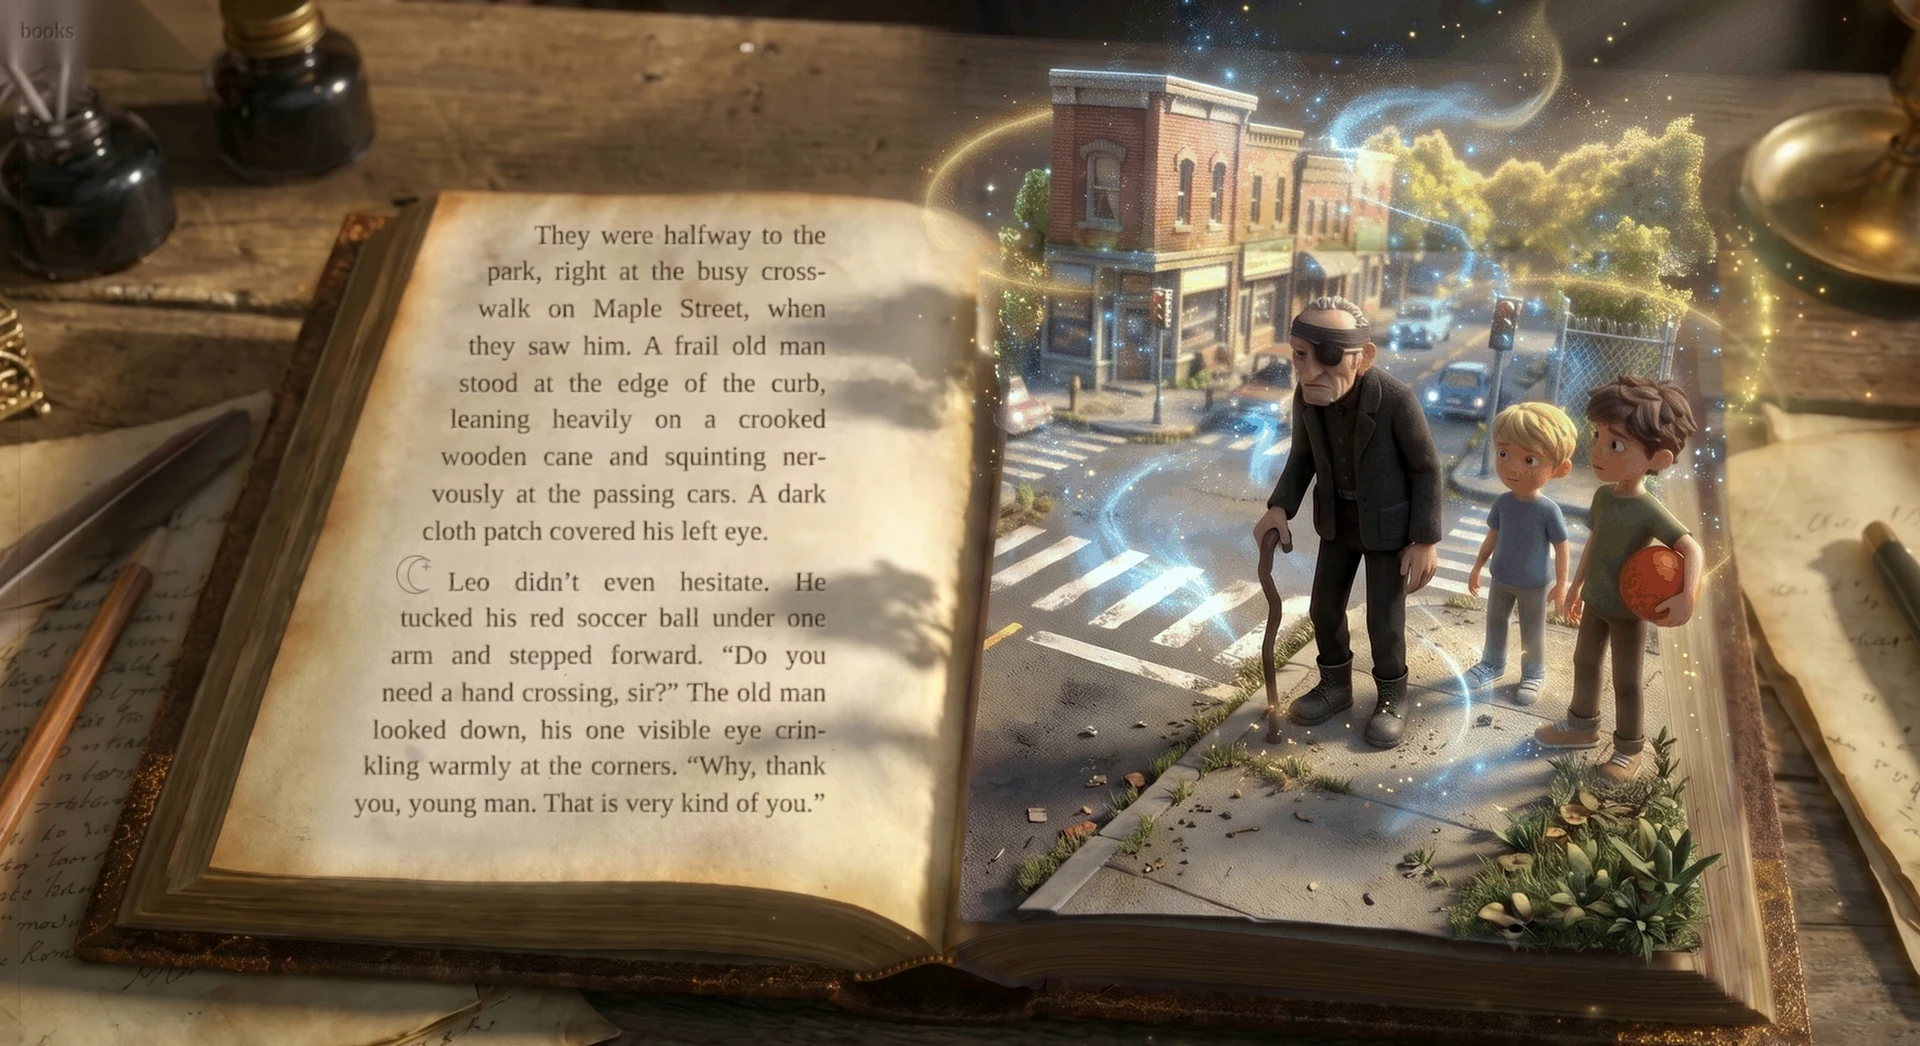 books
They were halfway to the
park, right at the busy cross-
walk on Maple Street, when
they saw him. A frail old man
stood at the edge of the curb,
leaning heavily on a crooked
wooden cane and squinting ner-
vously at the passing cars. A dark
cloth patch covered his left eye.
Leo didn’t even hesitate. He
tucked his red soccer ball under one
arm and stepped forward. “Do you
need a hand crossing, sir?” The old man
looked down, his one visible eye crin-
kling warmly at the corners. “Why, thank
you, young man. That is very kind of you.”